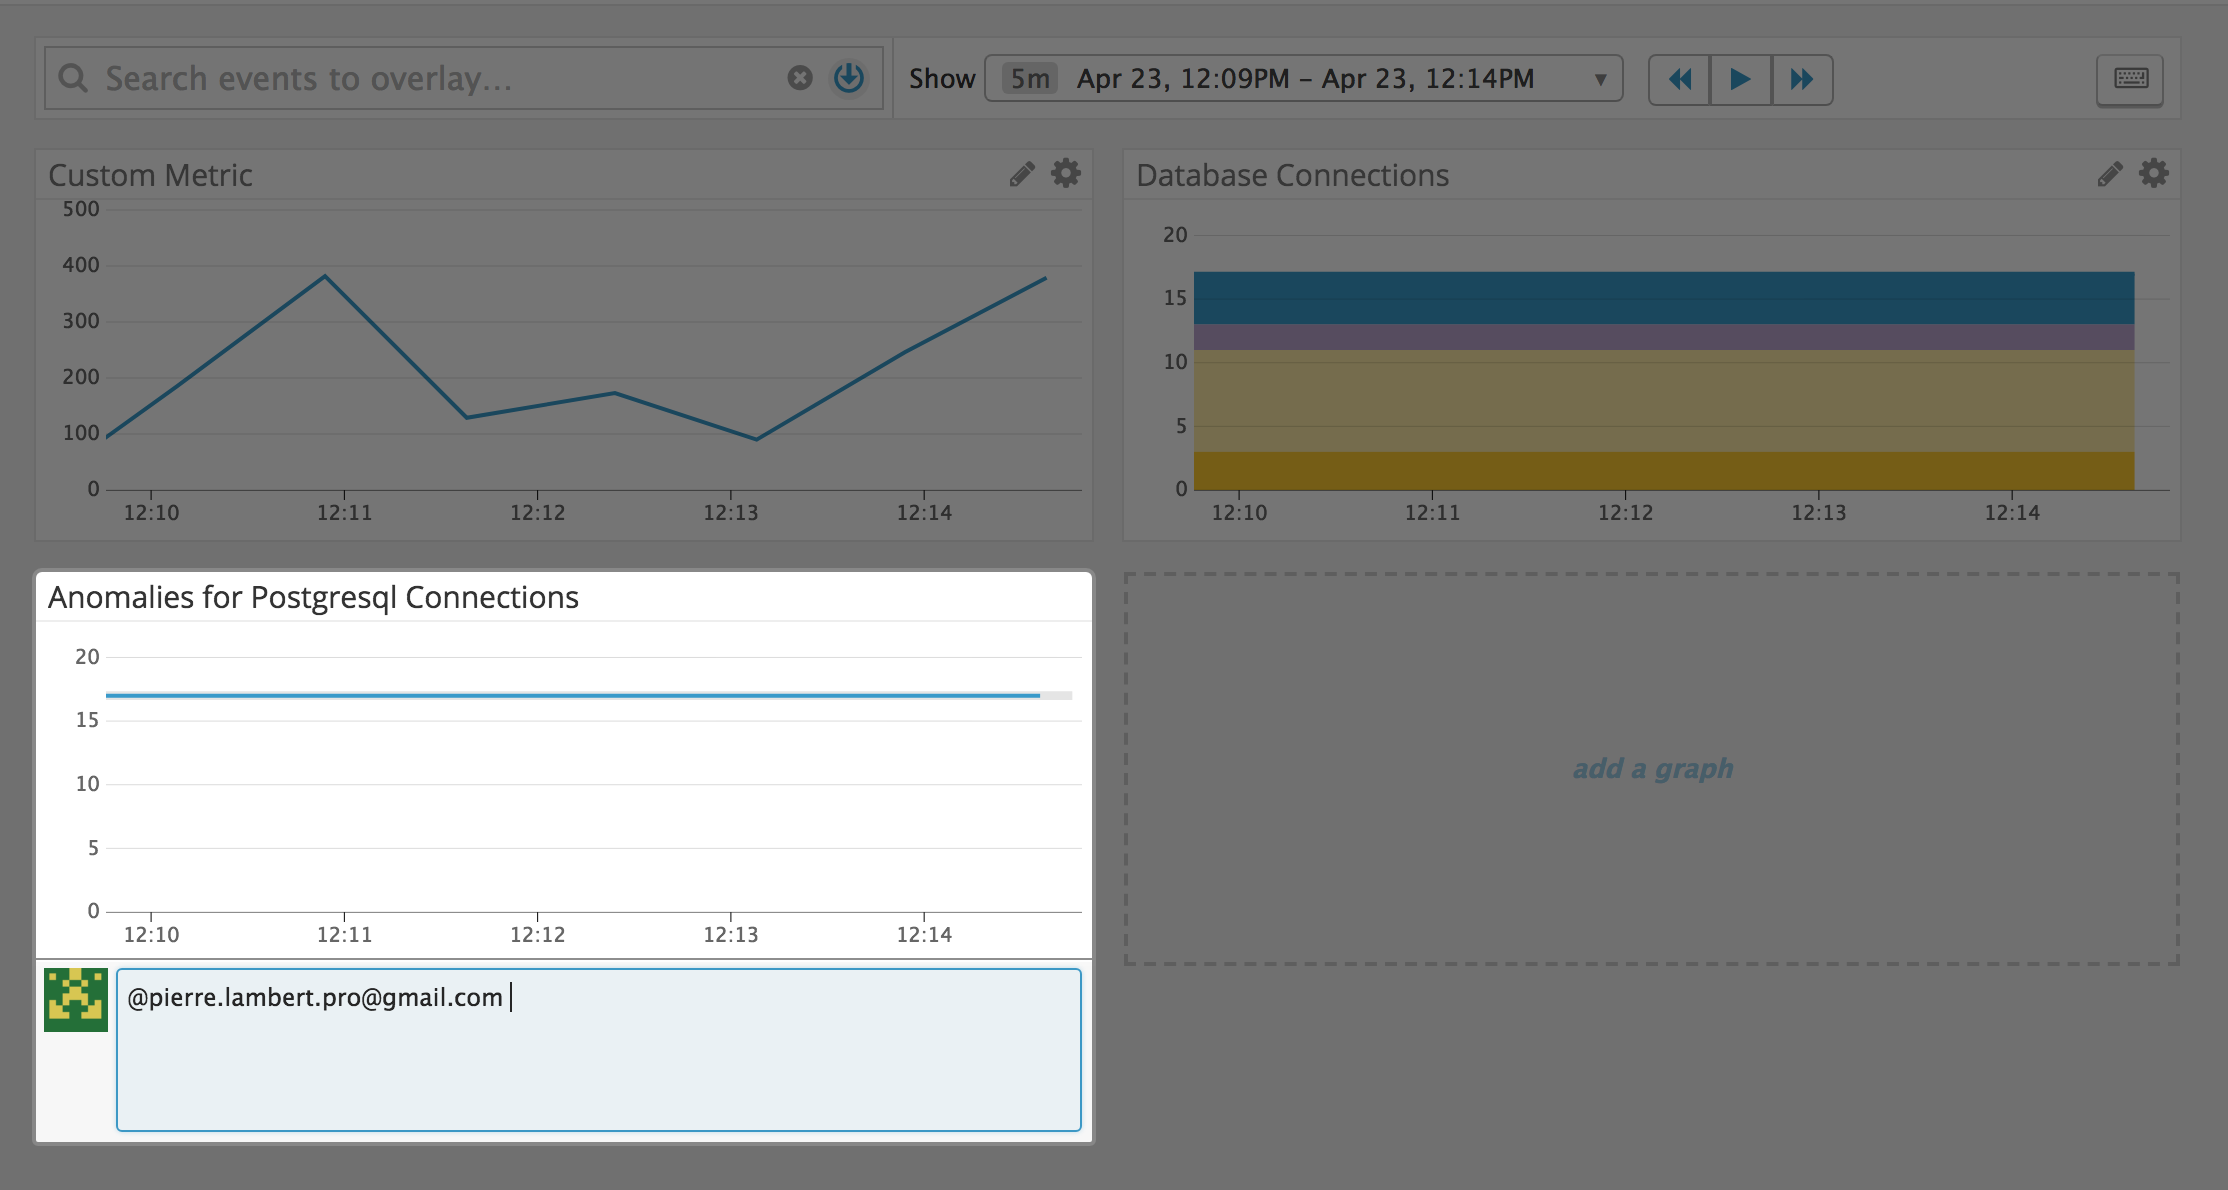 Search events to overlay...
Show 5m Apr 23, 12:09PM – Apr 23, 12:14PM
Custom Metric
500
400
300
200
100
0
12:10 12:11 12:12 12:13 12:14
Database Connections
20
15
10
5
0
12:10 12:11 12:12 12:13 12:14
Anomalies for Postgresql Connections
20
15
10
5
0
12:10 12:11 12:12 12:13 12:14
@pierre.lambert.pro@gmail.com
add a graph